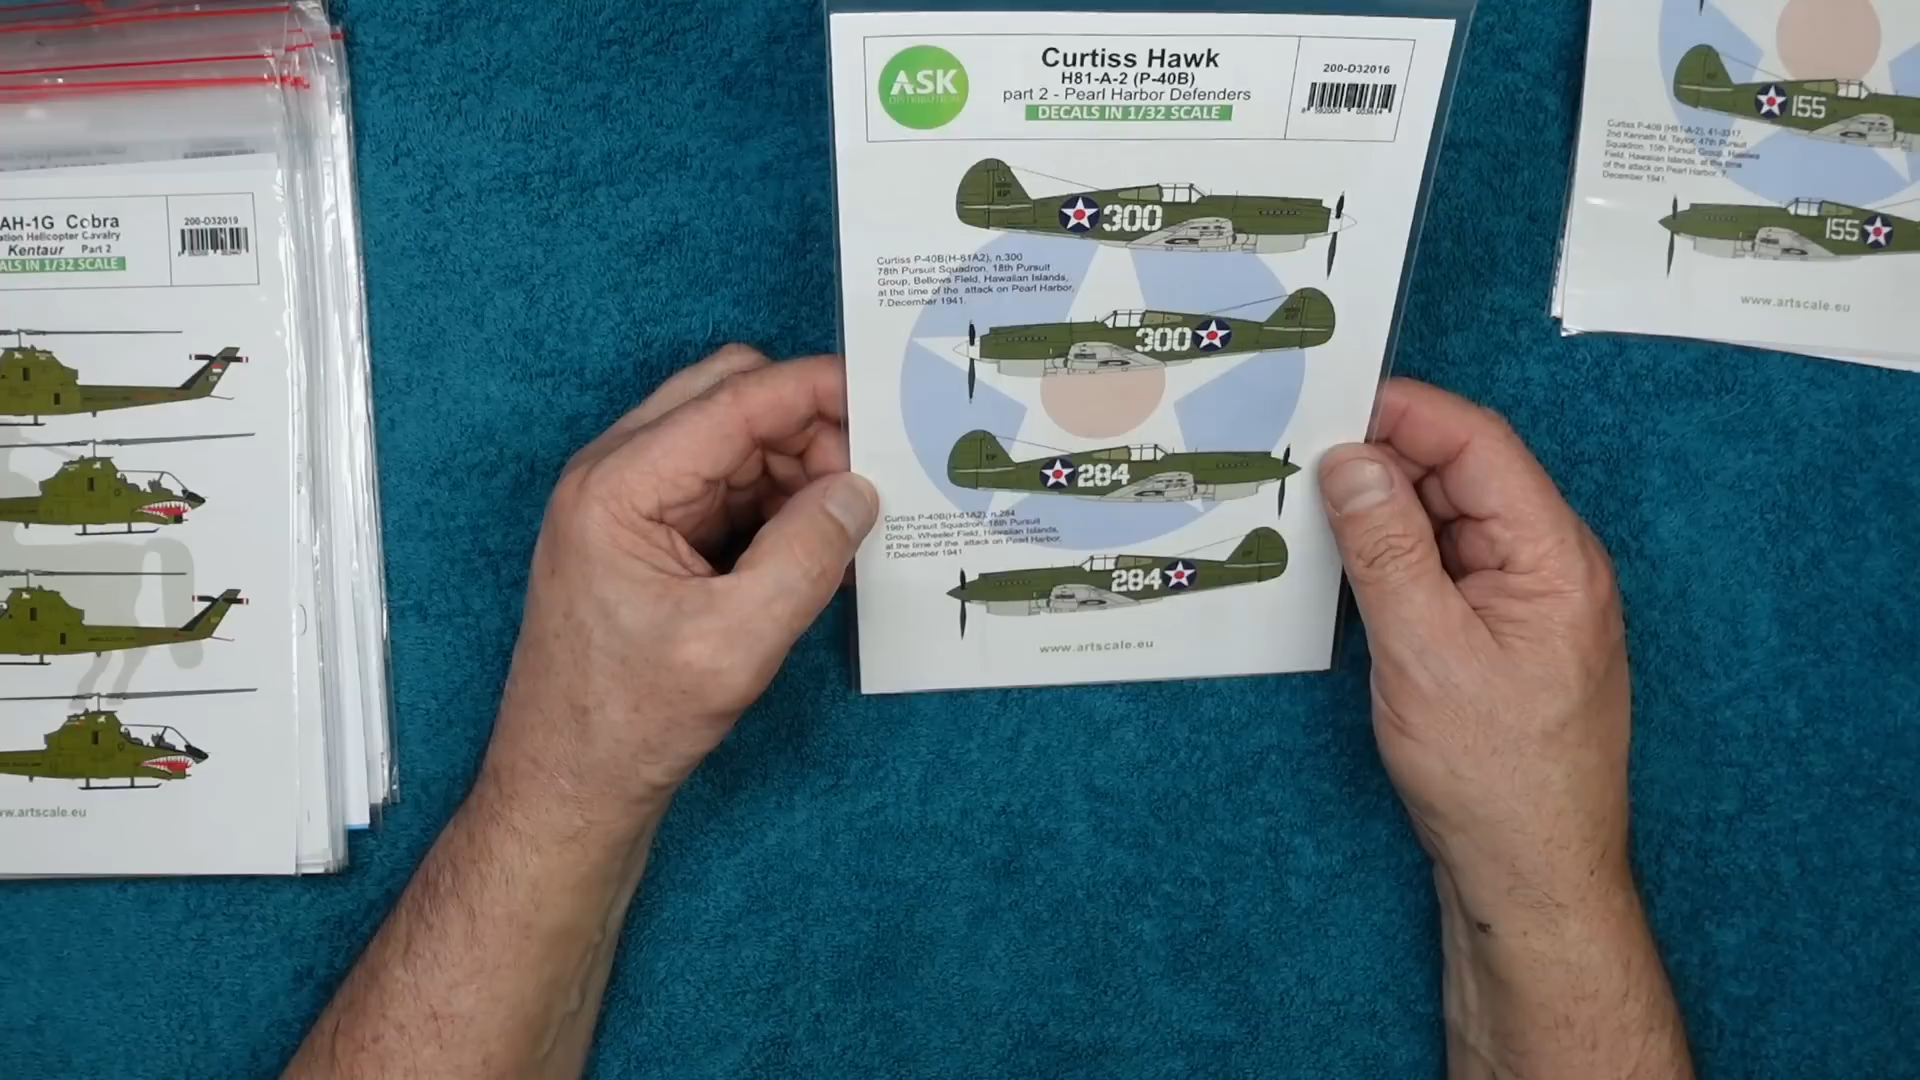 AH-1G Cobra
ation Helicopter Cavalry
Kentaur Part 2
ALS IN 1/32 SCALE
200-D32019
www.artscale.eu
ASK
DISTRIBUTION
Curtiss Hawk
H81-A-2 (P-40B)
part 2 - Pearl Harbor Defenders
DECALS IN 1/32 SCALE
200-D32016
300
Curtiss P-40B(H-81A2), n.300
78th Pursuit Squadron, 18th Pursuit
Group, Bellows Field, Hawaiian Islands,
at the time of the attack on Pearl Harbor,
7.December 1941.
300
284
Curtiss P-40B(H-81A2), n.284
19th Pursuit Squadron, 18th Pursuit
Group, Wheeler Field, Hawaiian Islands,
at the time of the attack on Pearl Harbor,
7.December 1941
284
www.artscale.eu
155
Curtiss P-40B (H81-A-2), 41-3317,
2nd Kenneth M. Taylor, 47th Pursuit
Squadron, 15th Pursuit Group, Haleiwa
Field, Hawaiian Islands, at the time
of the attack on Pearl Harbor, 7.
December 1941.
155
www.artscale.eu